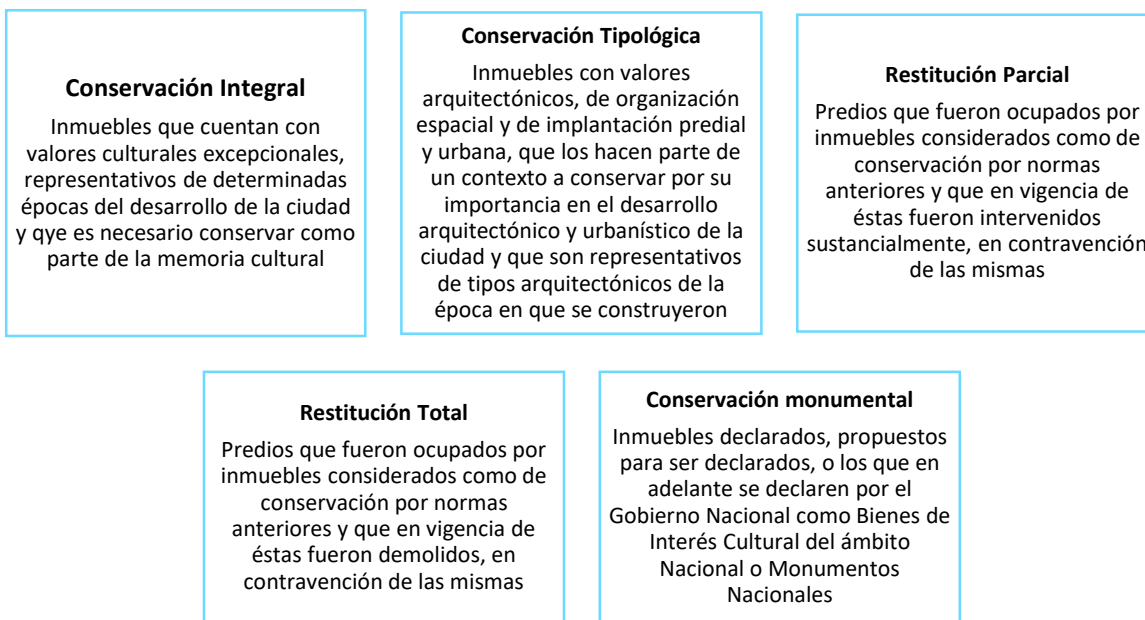 Conservación Integral
Inmuebles que cuentan con
valores culturales excepcionales,
representativos de determinadas
épocas del desarrollo de la ciudad
y qye es necesario conservar como
parte de la memoria cultural
Conservación Tipológica
Inmuebles con valores
arquitectónicos, de organización
espacial y de implantación predial
y urbana, que los hacen parte de
un contexto a conservar por su
importancia en el desarrollo
arquitectónico y urbanístico de la
ciudad y que son representativos
de tipos arquitectónicos de la
época en que se construyeron
Restitución Parcial
Predios que fueron ocupados por
inmuebles considerados como de
conservación por normas
anteriores y que en vigencia de
éstas fueron intervenidos
sustancialmente, en contravención
de las mismas
Restitución Total
Predios que fueron ocupados por
inmuebles considerados como de
conservación por normas
anteriores y que en vigencia de
éstas fueron demolidos, en
contravención de las mismas
Conservación monumental
Inmuebles declarados, propuestos
para ser declarados, o los que en
adelante se declaren por el
Gobierno Nacional como Bienes de
Interés Cultural del ámbito
Nacional o Monumentos
Nacionales